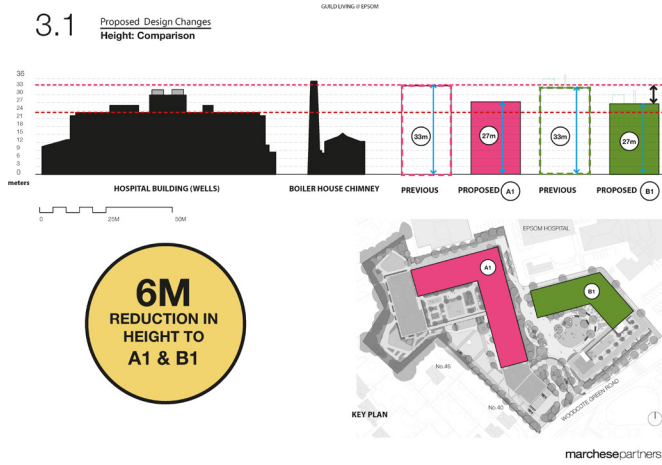 GUILD LIVING @ EPSOM
3.1
Proposed Design Changes
Height: Comparison
36
33
30
27
24
21
18
15
12
9
6
3
0
meters
33m
27m
33m
27m
HOSPITAL BUILDING (WELLS)
BOILER HOUSE CHIMNEY
PREVIOUS
PROPOSED A1
PREVIOUS
PROPOSED B1
0 25M 50M
6M
REDUCTION IN
HEIGHT TO
A1 & B1
EPSOM HOSPITAL
A1
B1
No.46
No.40
WOODCOTE GREEN ROAD
KEY PLAN
marchesepartners